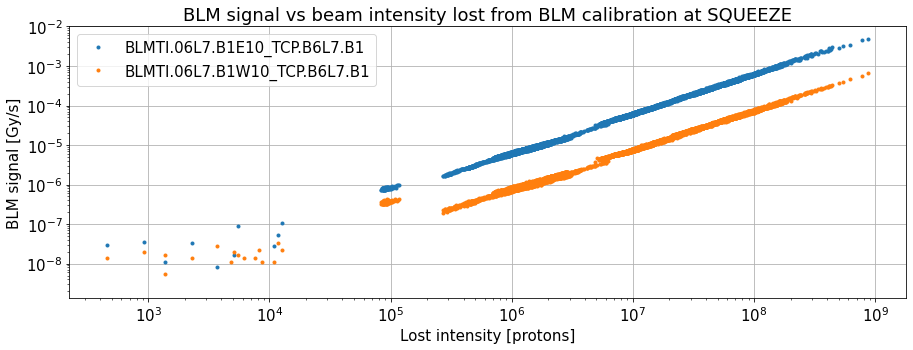 BLM signal vs beam intensity lost from BLM calibration at SQUEEZE
BLMTI.06L7.B1E10_TCP.B6L7.B1
BLMTI.06L7.B1W10_TCP.B6L7.B1
BLM signal [Gy/s]
10⁻²
10⁻³
10⁻⁴
10⁻⁵
10⁻⁶
10⁻⁷
10⁻⁸
10³ 10⁴ 10⁵ 10⁶ 10⁷ 10⁸ 10⁹
Lost intensity [protons]